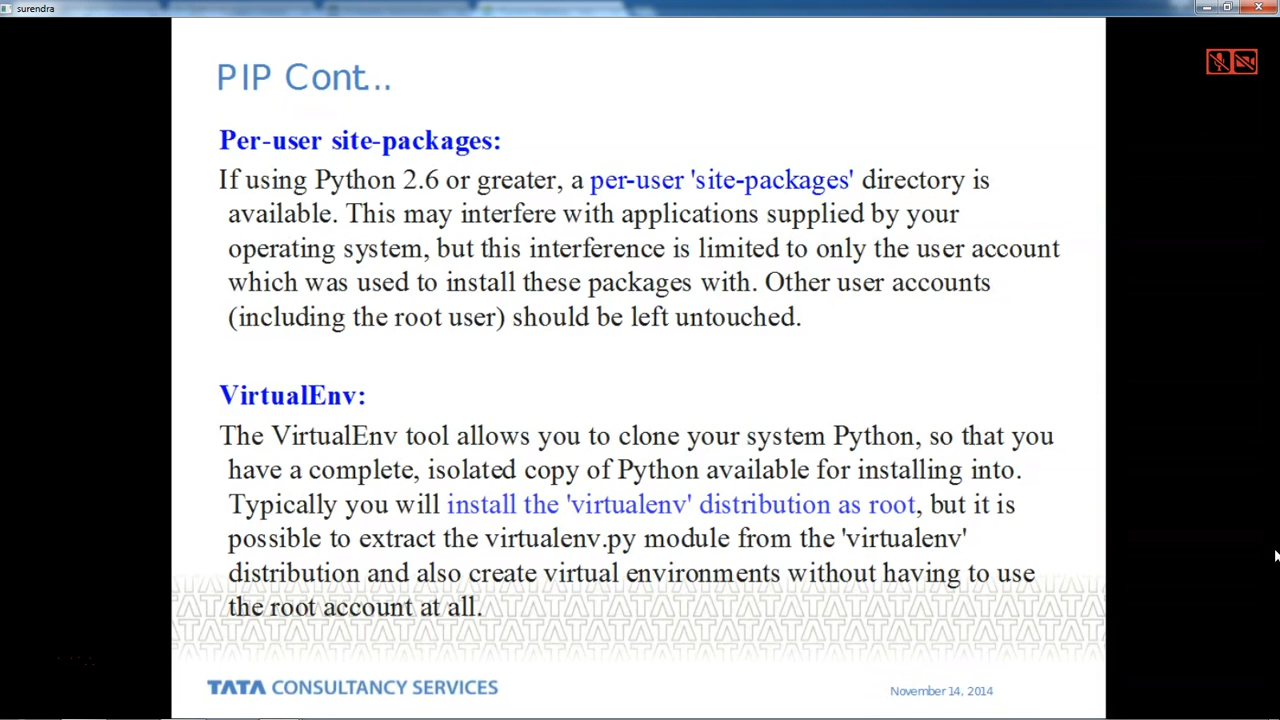 surendra
PIP Cont...
Per-user site-packages:
If using Python 2.6 or greater, a per-user 'site-packages' directory is
available. This may interfere with applications supplied by your
operating system, but this interference is limited to only the user account
which was used to install these packages with. Other user accounts
(including the root user) should be left untouched.
VirtualEnv:
The VirtualEnv tool allows you to clone your system Python, so that you
have a complete, isolated copy of Python available for installing into.
Typically you will install the 'virtualenv' distribution as root, but it is
possible to extract the virtualenv.py module from the 'virtualenv'
distribution and also create virtual environments without having to use
the root account at all.
TATA CONSULTANCY SERVICES
November 14, 2014